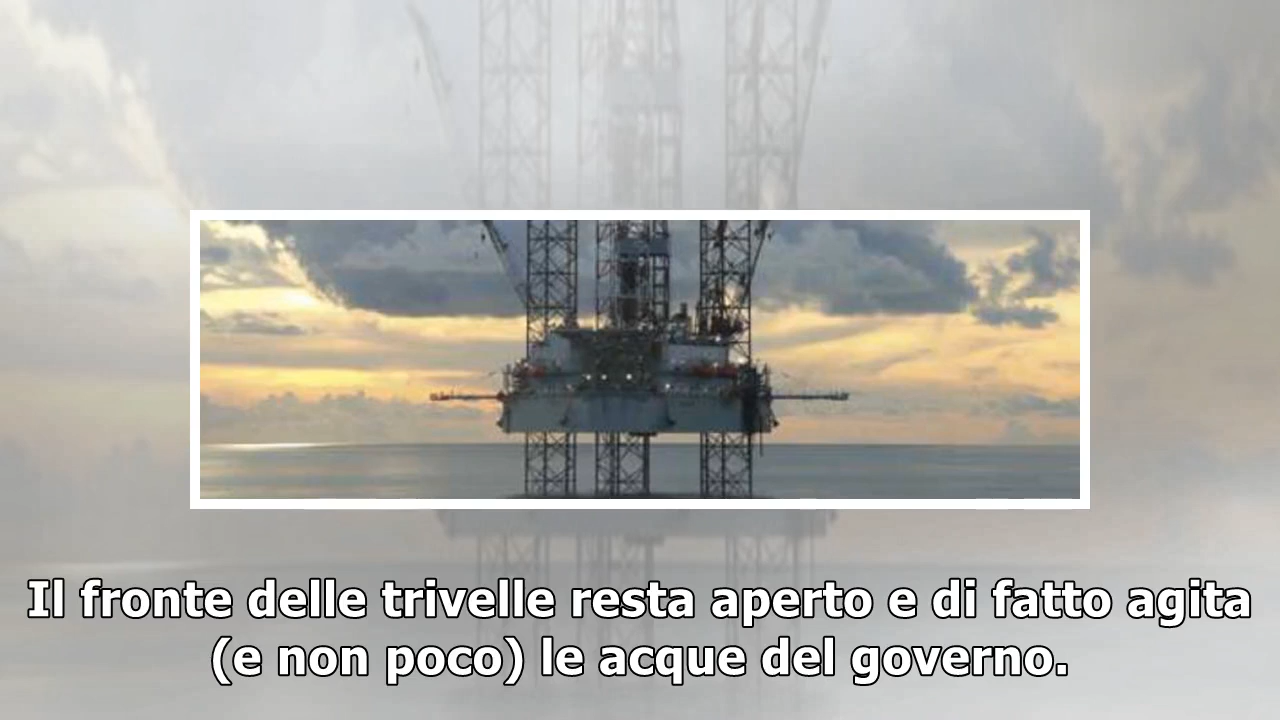 Il fronte delle trivelle resta aperto e di fatto agita
(e non poco) le acque del governo.